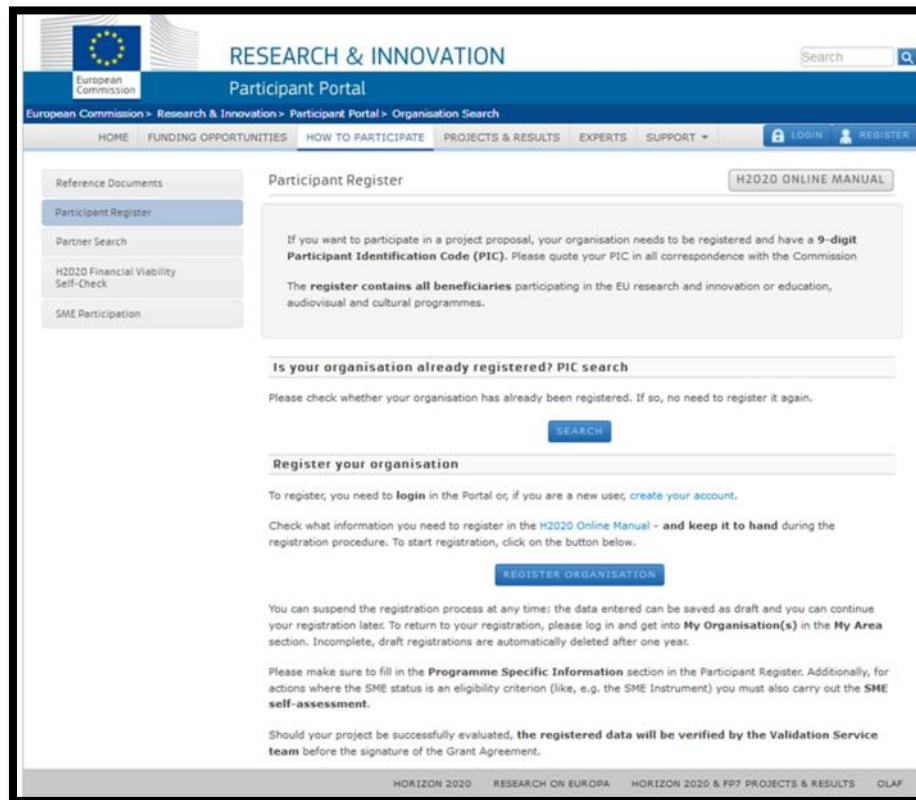 RESEARCH & INNOVATION
Search
European
Commission
Participant Portal
European Commission > Research & Innovation > Participant Portal > Organisation Search
HOME FUNDING OPPORTUNITIES HOW TO PARTICIPATE PROJECTS & RESULTS EXPERTS SUPPORT LOGIN REGISTER
Reference Documents
Participant Register
Partner Search
H2020 Financial Viability
Self-Check
SME Participation
Participant Register
H2020 ONLINE MANUAL
If you want to participate in a project proposal, your organisation needs to be registered and have a 9-digit
Participant Identification Code (PIC). Please quote your PIC in all correspondence with the Commission
The register contains all beneficiaries participating in the EU research and innovation or education,
audiovisual and cultural programmes.
Is your organisation already registered? PIC search
Please check whether your organisation has already been registered. If so, no need to register it again.
SEARCH
Register your organisation
To register, you need to login in the Portal or, if you are a new user, create your account.
Check what information you need to register in the H2020 Online Manual - and keep it to hand during the
registration procedure. To start registration, click on the button below.
REGISTER ORGANISATION
You can suspend the registration process at any time: the data entered can be saved as draft and you can continue
your registration later. To return to your registration, please log in and get into My Organisation(s) in the My Area
section. Incomplete, draft registrations are automatically deleted after one year.
Please make sure to fill in the Programme Specific Information section in the Participant Register. Additionally, for
actions where the SME status is an eligibility criterion (like, e.g. the SME Instrument) you must also carry out the SME
self-assessment.
Should your project be successfully evaluated, the registered data will be verified by the Validation Service
team before the signature of the Grant Agreement.
HORIZON 2020 RESEARCH ON EUROPA HORIZON 2020 & FP7 PROJECTS & RESULTS OLAF